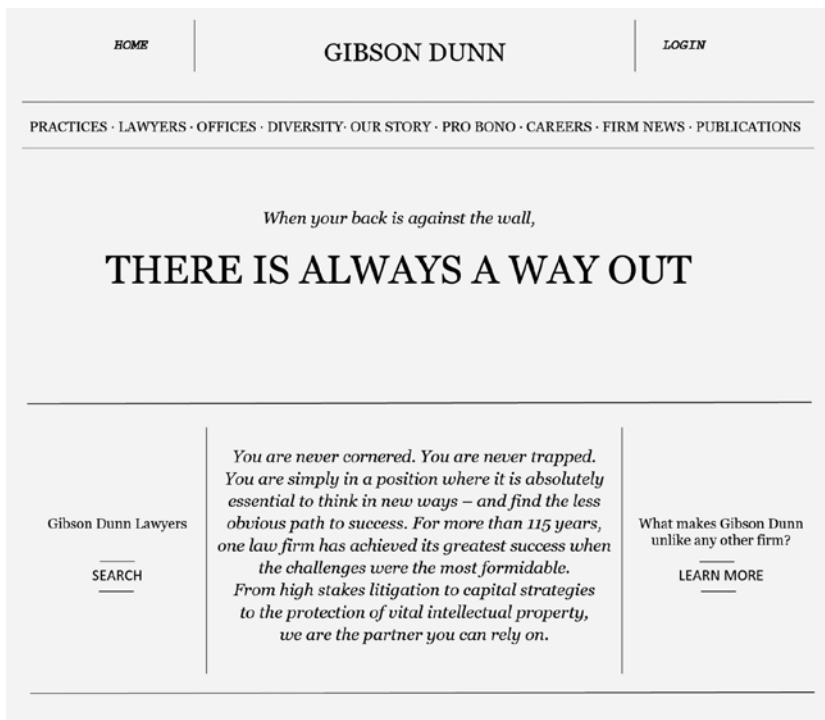 HOME
GIBSON DUNN
LOGIN
PRACTICES · LAWYERS · OFFICES · DIVERSITY· OUR STORY · PRO BONO · CAREERS · FIRM NEWS · PUBLICATIONS
When your back is against the wall,
THERE IS ALWAYS A WAY OUT
Gibson Dunn Lawyers
SEARCH
You are never cornered. You are never trapped.
You are simply in a position where it is absolutely
essential to think in new ways – and find the less
obvious path to success. For more than 115 years,
one law firm has achieved its greatest success when
the challenges were the most formidable.
From high stakes litigation to capital strategies
to the protection of vital intellectual property,
we are the partner you can rely on.
What makes Gibson Dunn
unlike any other firm?
LEARN MORE